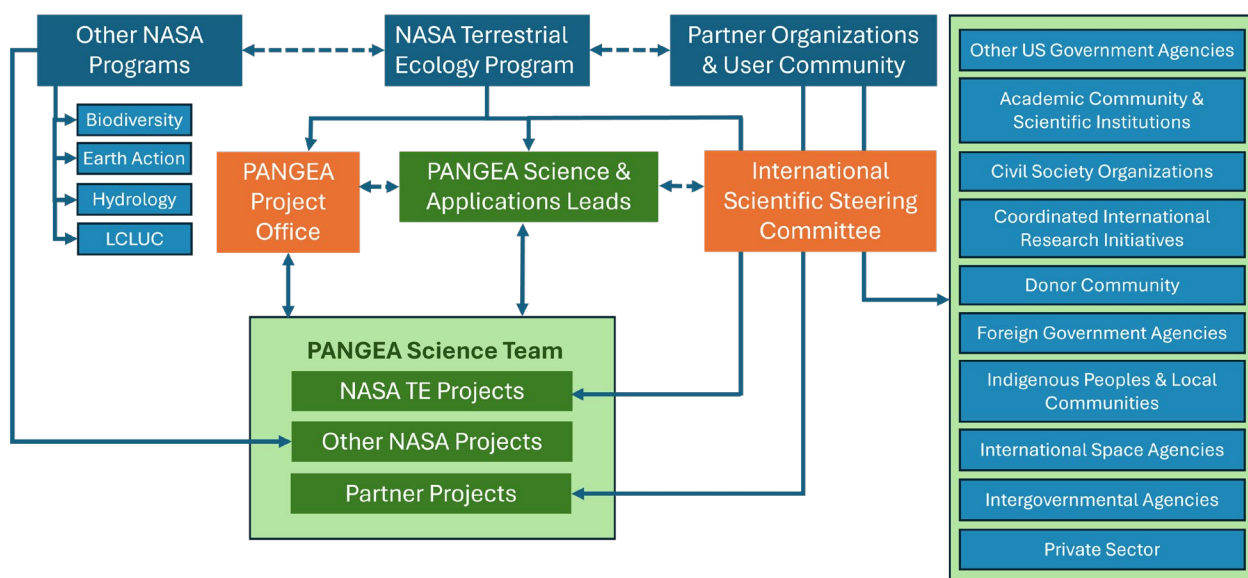 Other NASA
Programs
NASA Terrestrial
Ecology Program
Partner Organizations
& User Community
Biodiversity
Earth Action
Hydrology
LCLUC
PANGEA
Project
Office
PANGEA Science &
Applications Leads
International
Scientific Steering
Committee
PANGEA Science Team
NASA TE Projects
Other NASA Projects
Partner Projects
Other US Government Agencies
Academic Community &
Scientific Institutions
Civil Society Organizations
Coordinated International
Research Initiatives
Donor Community
Foreign Government Agencies
Indigenous Peoples & Local
Communities
International Space Agencies
Intergovernmental Agencies
Private Sector